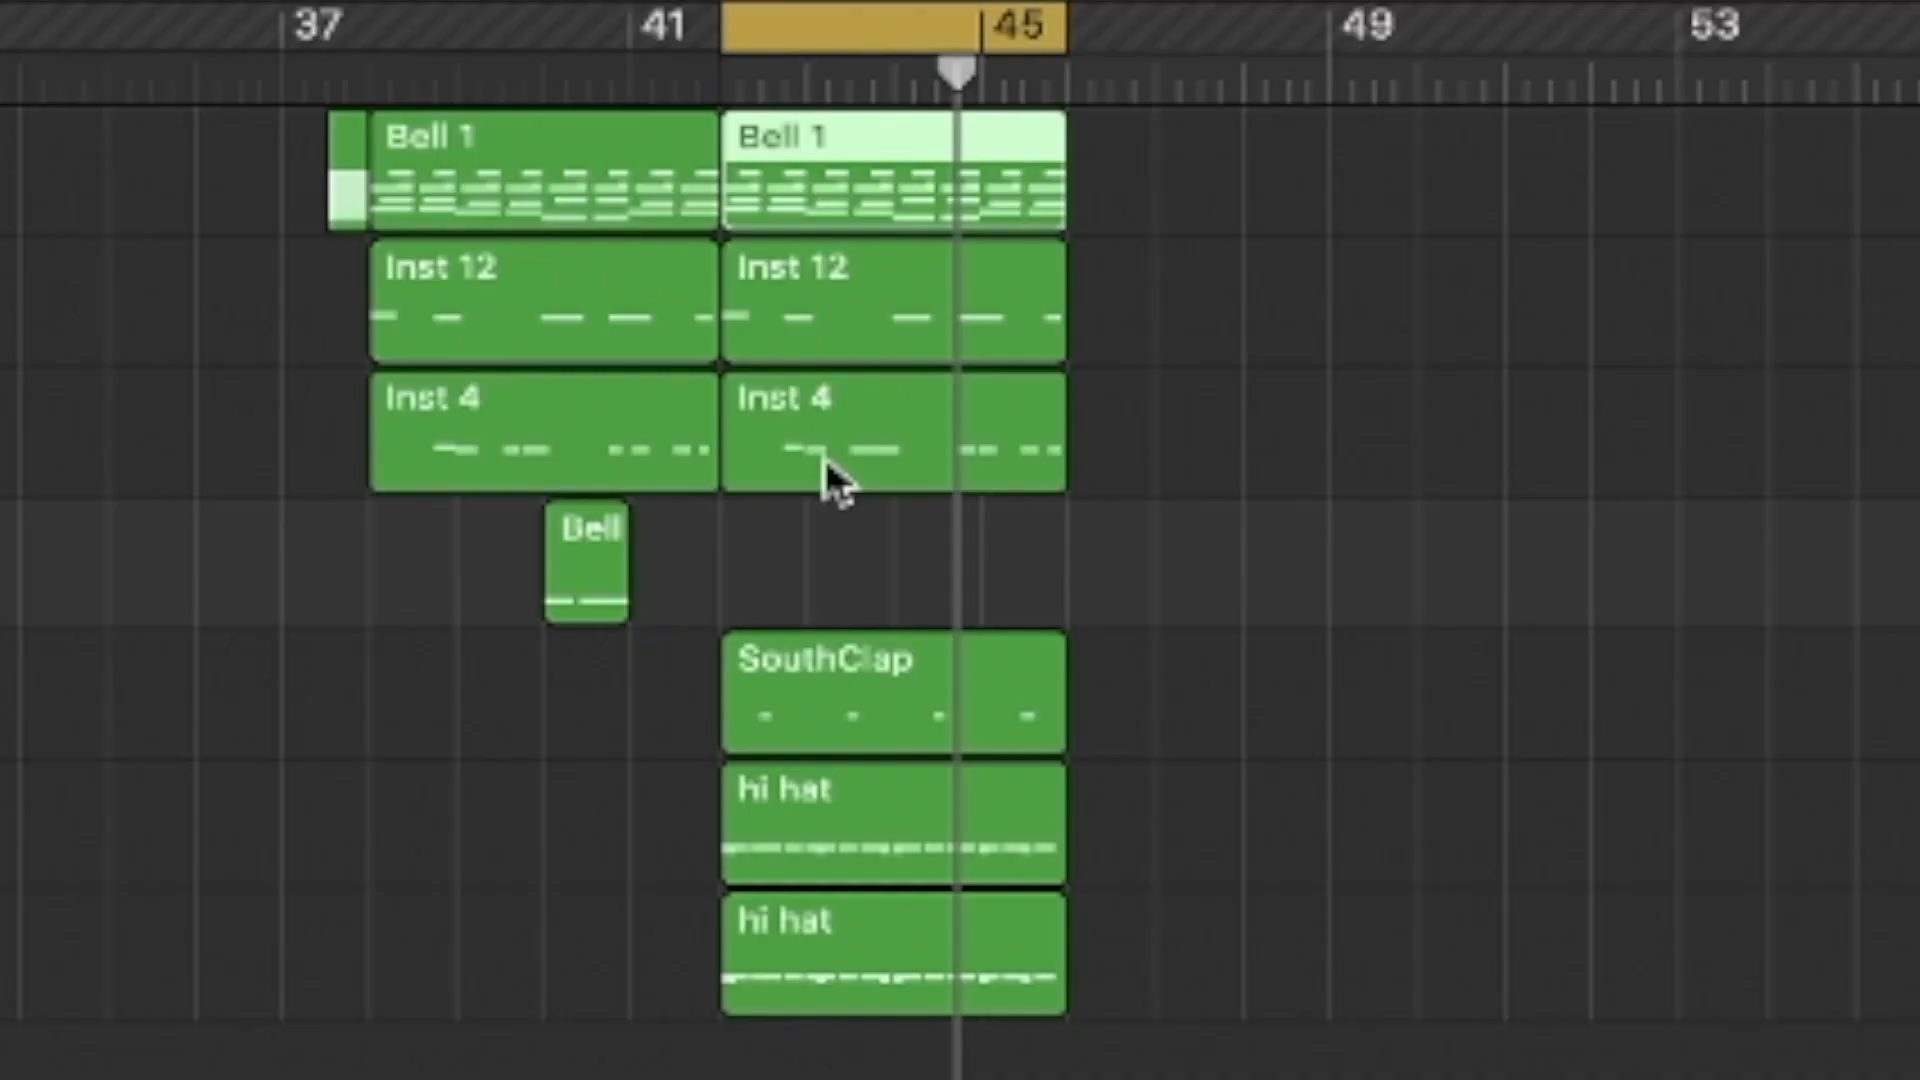 37 41 45 49 53
Bell 1 Bell 1
Inst 12 Inst 12
Inst 4 Inst 4
Bell
SouthClap
hi hat
hi hat